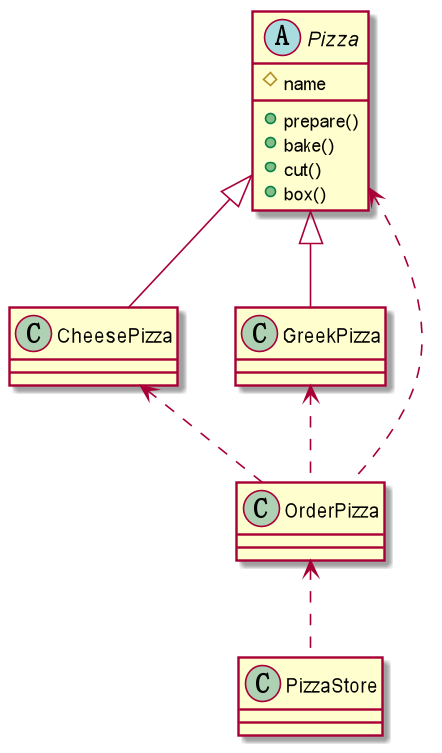 A Pizza
name
prepare()
bake()
cut()
box()
C CheesePizza
C GreekPizza
C OrderPizza
C PizzaStore